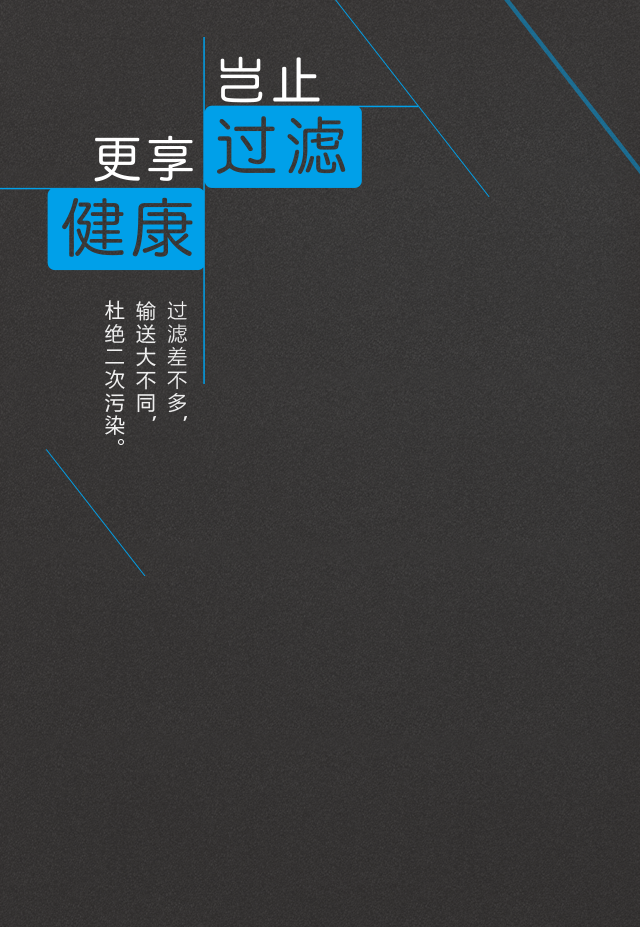 岂止
过滤
更享
健康
过滤差不多，
输送大不同，
杜绝二次污染。